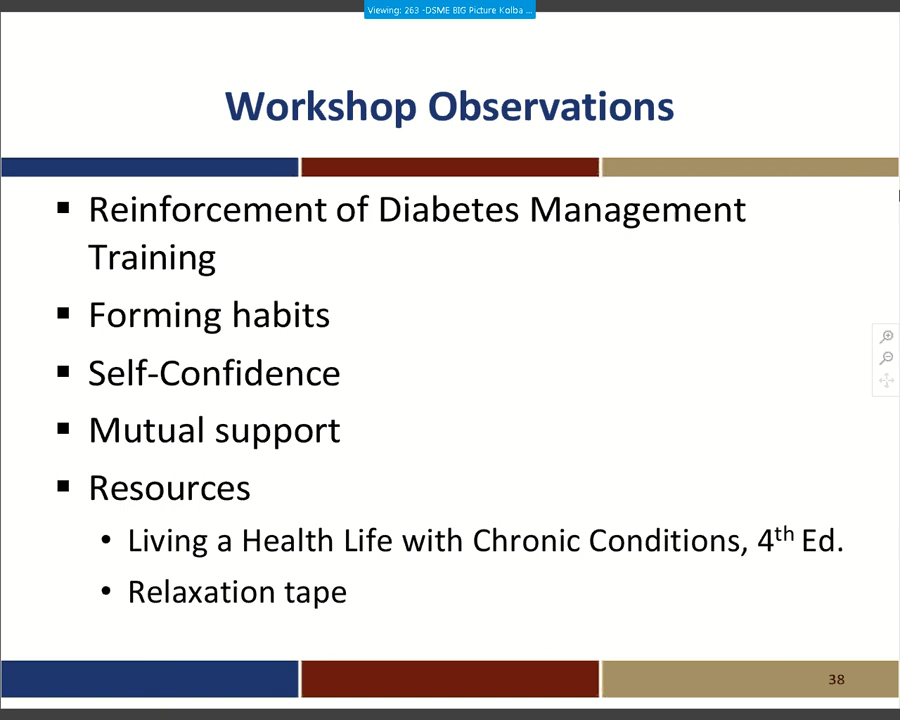 Viewing: 263 -DSME BIG Picture Kolba ...
Workshop Observations
▪ Reinforcement of Diabetes Management
Training
▪ Forming habits
▪ Self-Confidence
▪ Mutual support
▪ Resources
• Living a Health Life with Chronic Conditions, 4th Ed.
• Relaxation tape
38